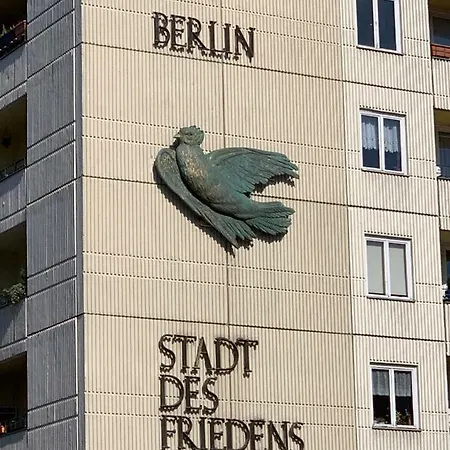 BERLIN
STADT
DES
FRIEDENS